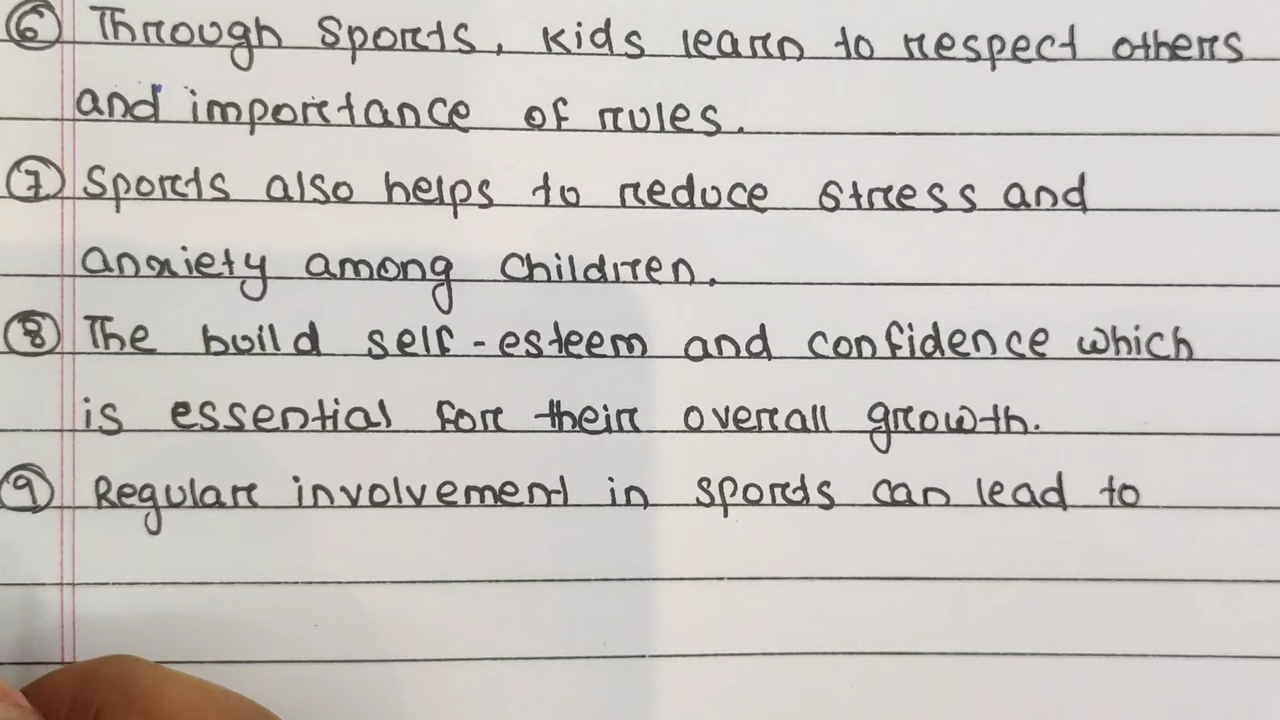 6 Through sports, kids learn to respect others
and importance of rules.
7 Sports also helps to reduce stress and
anxiety among children.
8 The build self-esteem and confidence which
is essential for their overall growth.
9 Regular involvement in sports can lead to